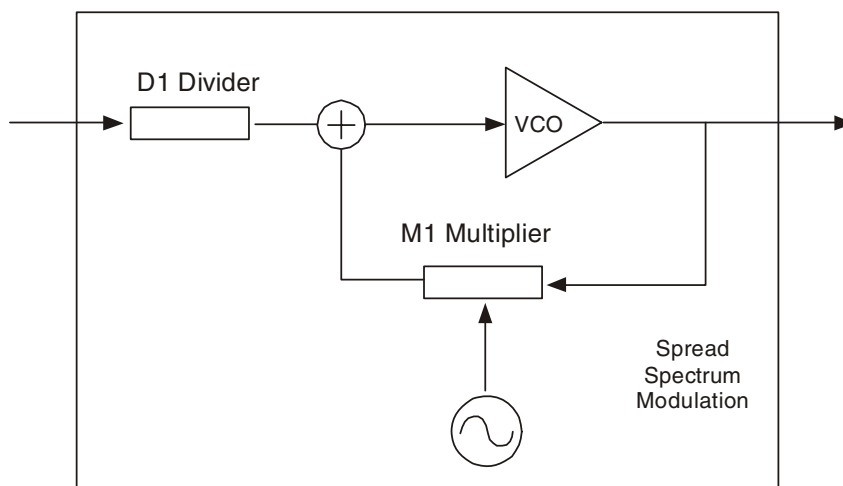 D1 Divider
VCO
M1 Multiplier
Spread
Spectrum
Modulation